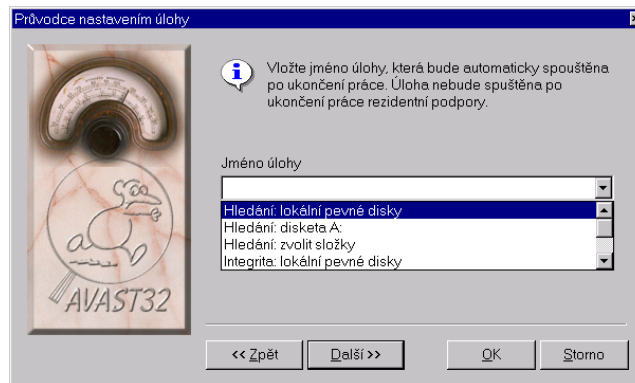 Průvodce nastavením úlohy
Vložte jméno úlohy, která bude automaticky spouštěna
po ukončení práce. Úloha nebude spuštěna po
ukončení práce rezidentní podpory.
Jméno úlohy
Hledání: lokální pevné disky
Hledání: disketa A:
Hledání: zvolit složky
Integrita: lokální pevné disky
AVAST32
<< Zpět
Další >>
OK
Storno